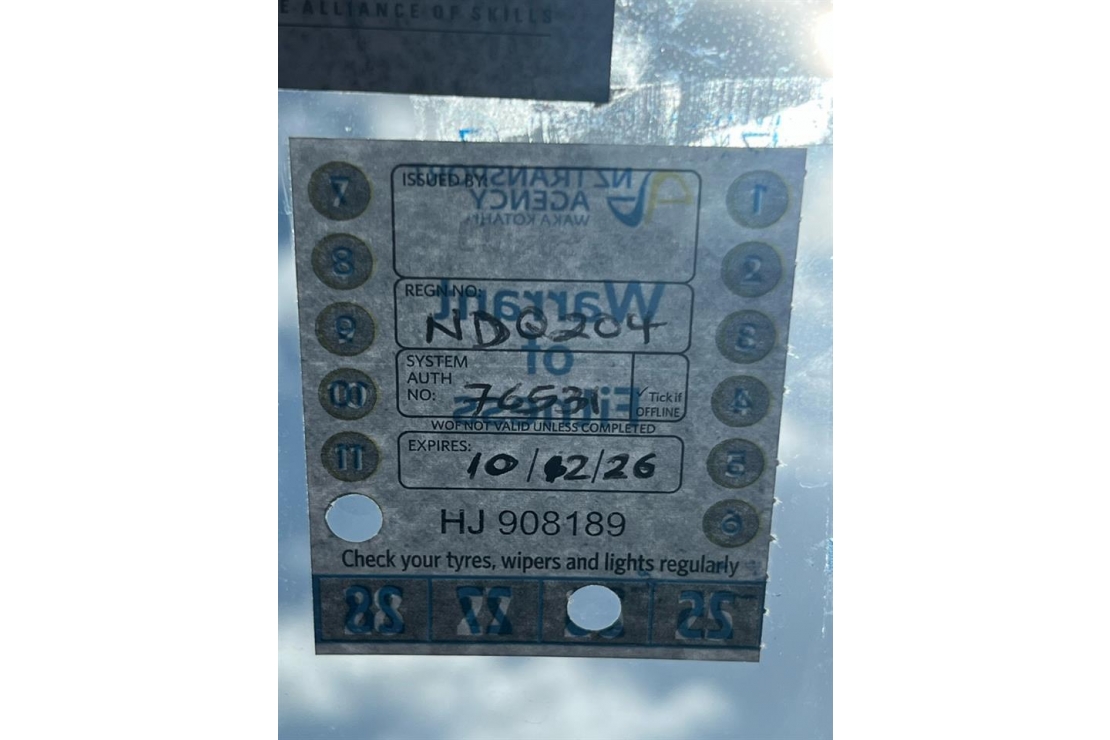 E ALLIANCE OF SKILLS
ISSUED BY:
NZ TRANSPORT
AGENCY
WAKA KOTAHI
7
1
8
2
REGN NO:
Warrant
NDQ204
9
3
of
SYSTEM
AUTH
NO: 76531
Tick if
OFFLINE
Fitness
10
4
WOF NOT VALID UNLESS COMPLETED
EXPIRES:
10/12/26
11
5
6
HJ 908189
Check your tyres, wipers and lights regularly
28 27 25